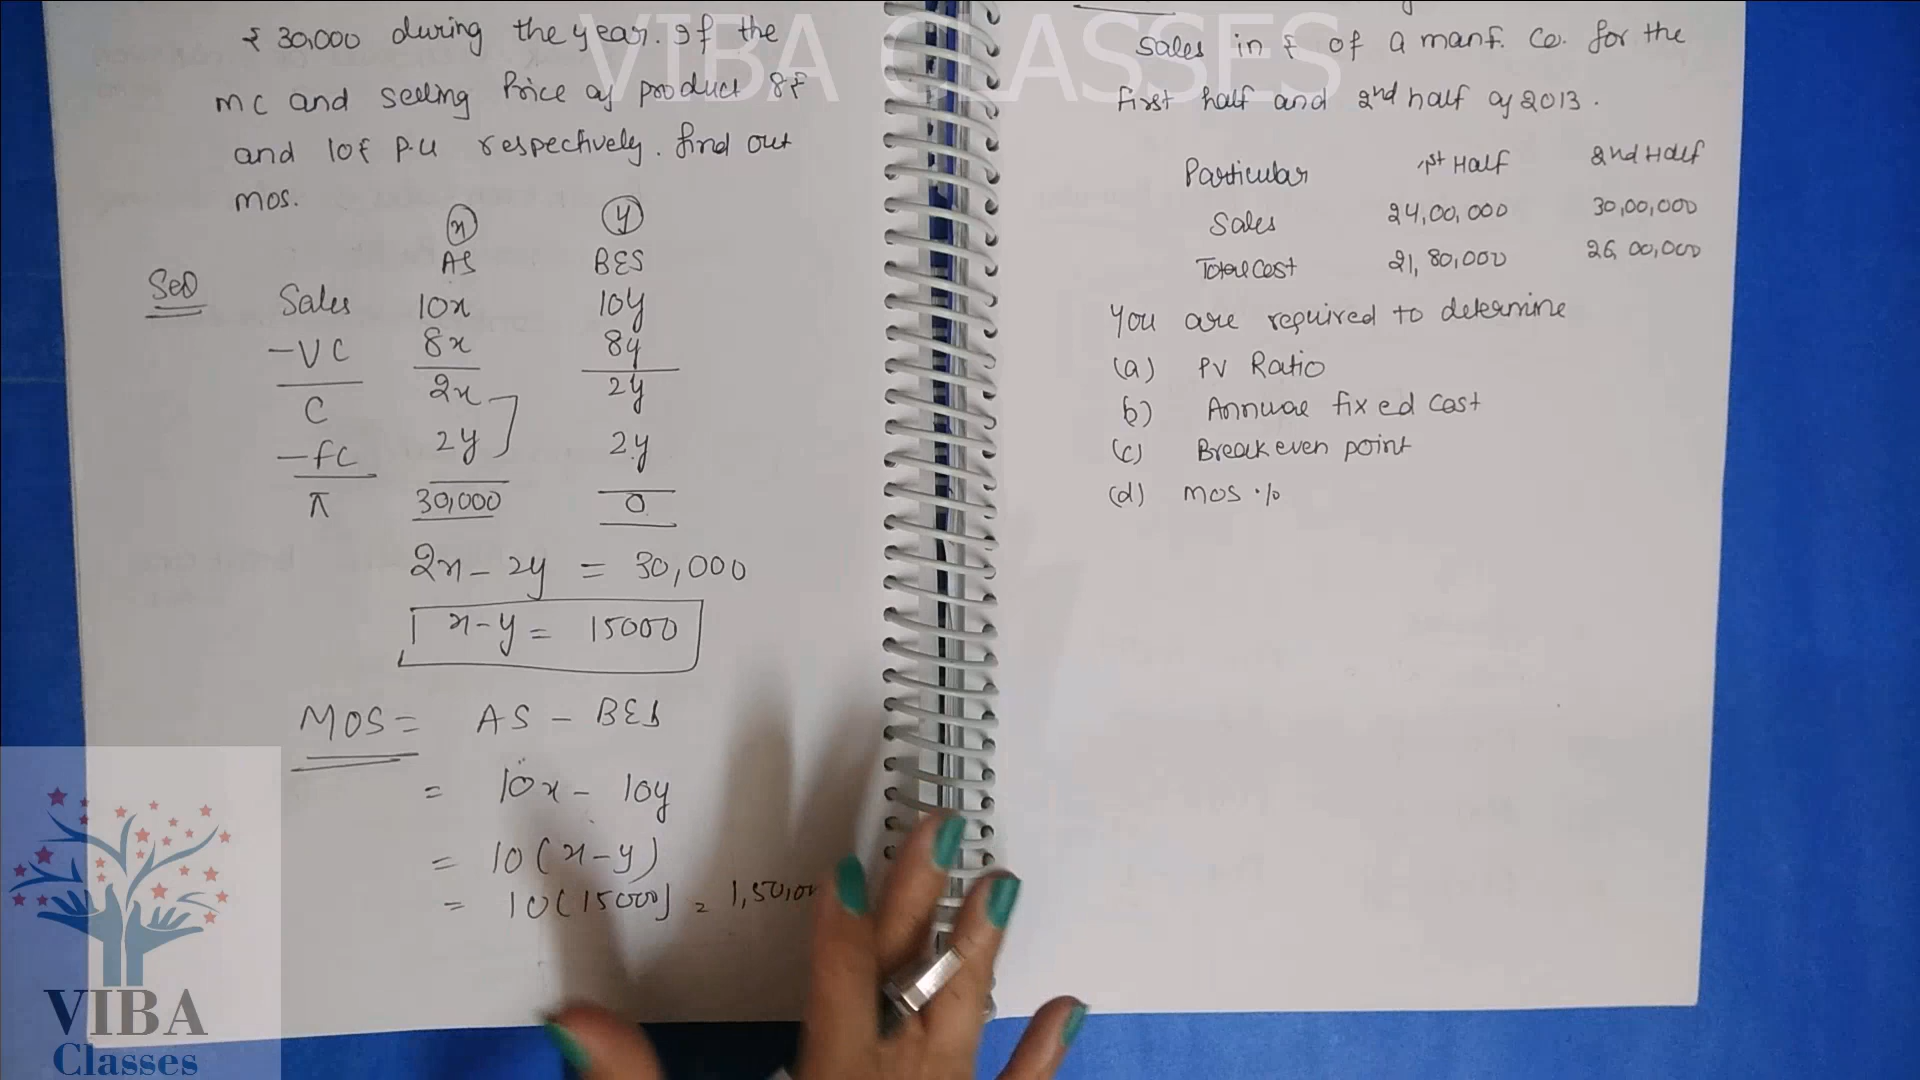 VIBA CLASSES
₹ 30,000 during the year. If the
MC and selling Price of product 8₹
and 10₹ P.U respectively. find out
MOS.
x y
AS BES
Sol Sales 10x 10y
-VC 8x 8y
C 2x 2y
-FC 2y 2y
π 30,000 0
2x - 2y = 30,000
x-y = 15000
MOS = AS - BES
= 10x - 10y
= 10(x-y)
= 10(15000) = 1,50,0
Sales in ₹ of a manf. Co. for the
first half and 2nd half of 2013.
Particular 1st Half 2nd Half
Sales 24,00,000 30,00,000
Total Cost 21,80,000 26,00,000
You are required to determine
(a) PV Ratio
b) Annual fixed cost
(c) Break even point
(d) MOS %
VIBA
Classes